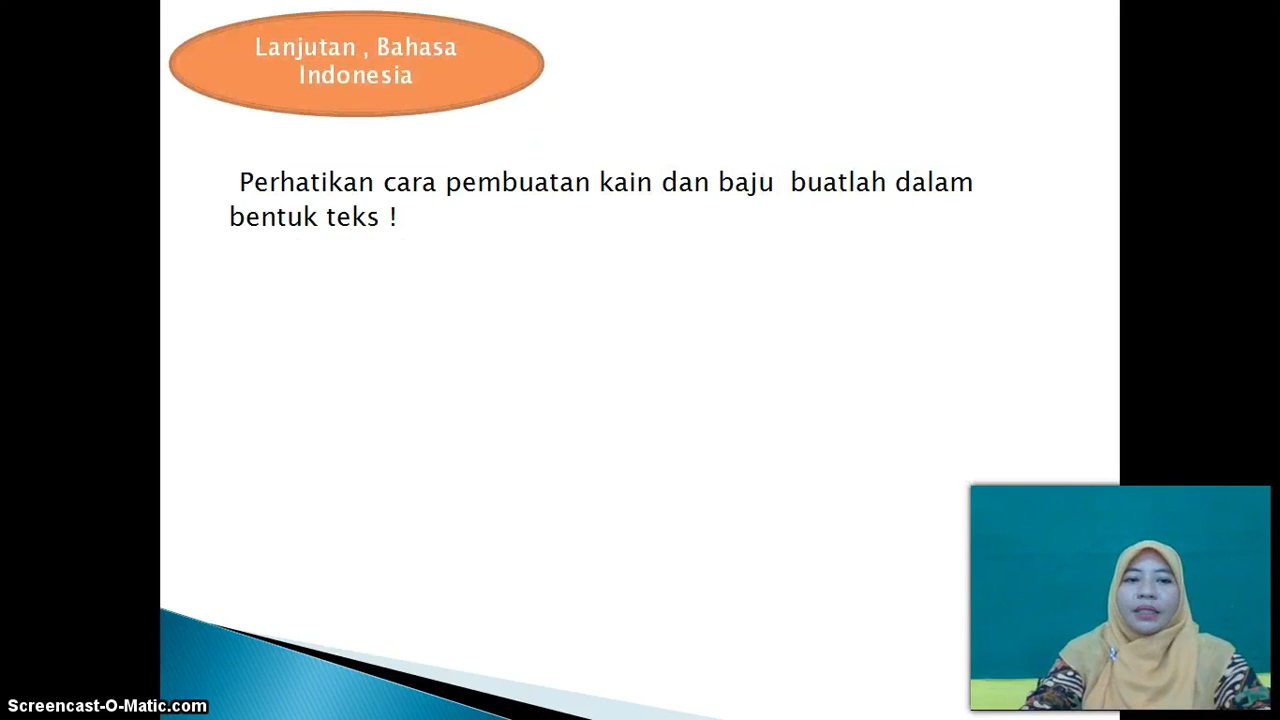 Lanjutan , Bahasa
Indonesia
Perhatikan cara pembuatan kain dan baju  buatlah dalam
bentuk teks !
Screencast-O-Matic.com